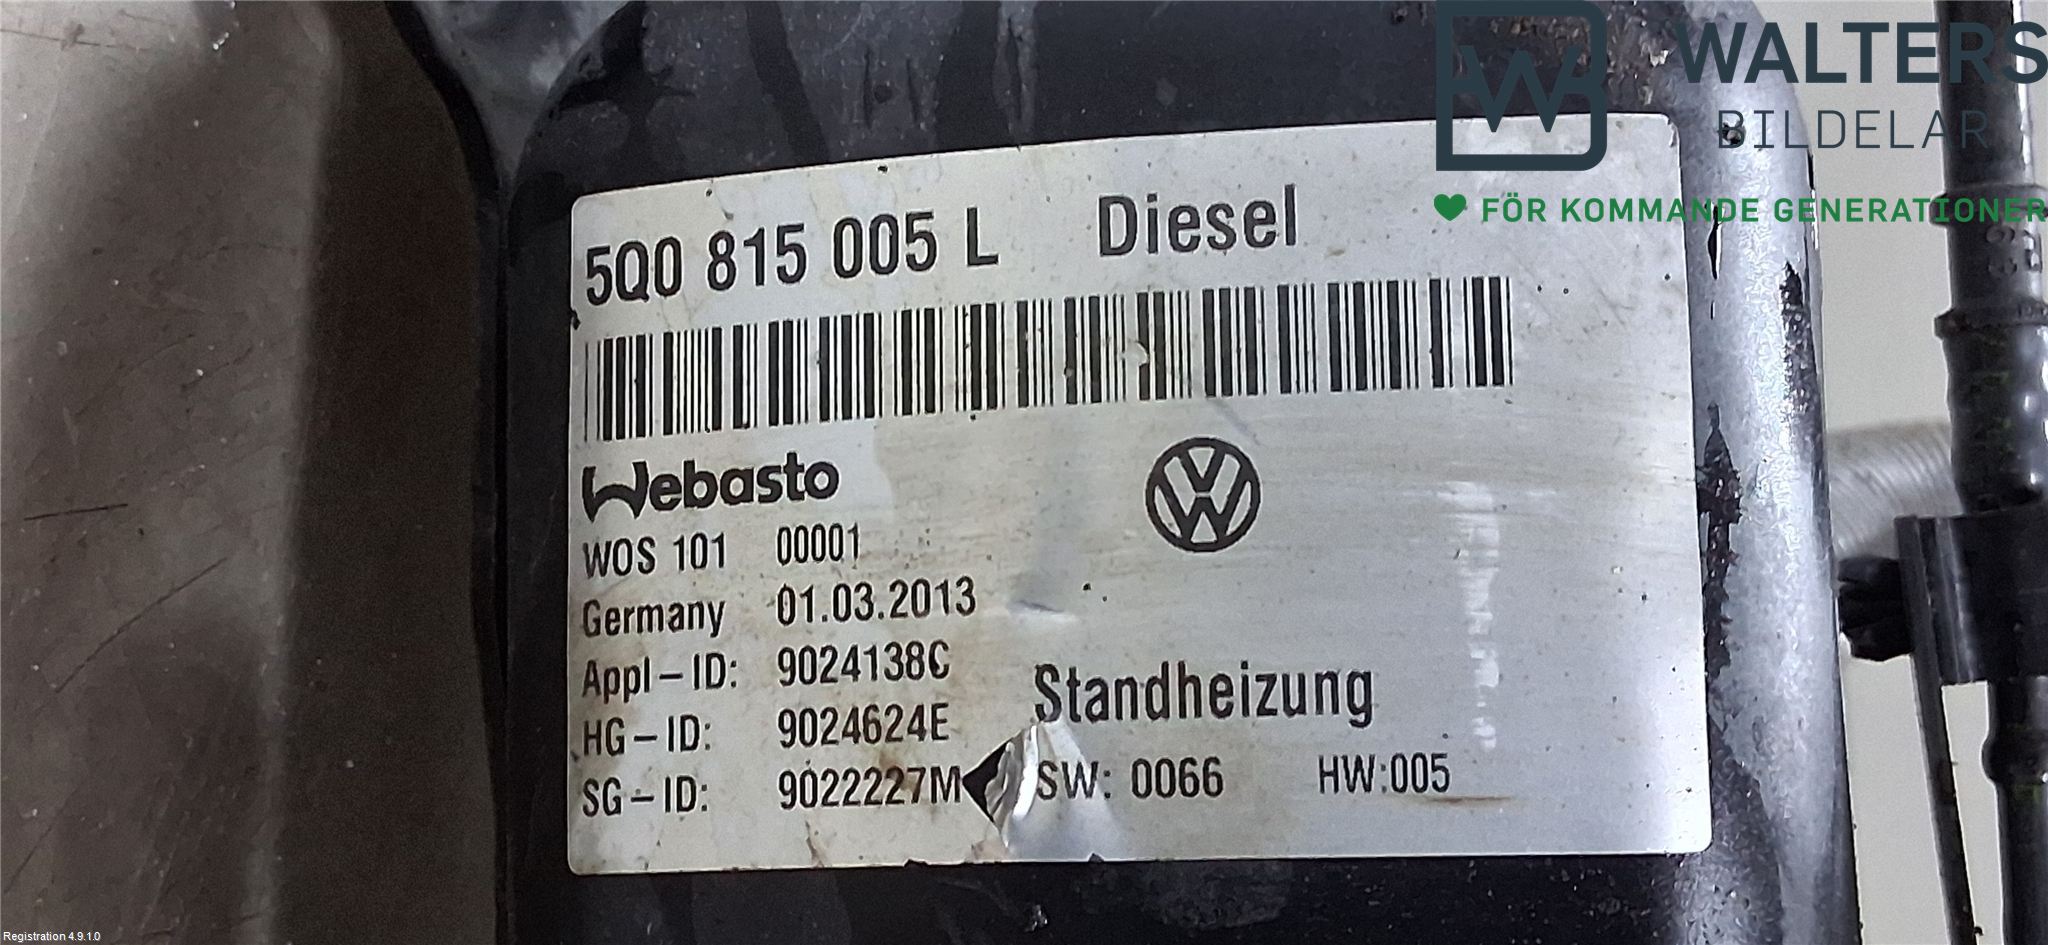 WALTERS
BILDELAR
FÖR KOMMANDE GENERATIONER
5Q0 815 005 L Diesel
Webasto
WOS 101 00001
Germany 01.03.2013
Appl-ID: 9024138C
HG-ID: 9024624E
SG-ID: 9022227M
Standheizung
SW: 0066 HW:005
Registration 4.9.1.0